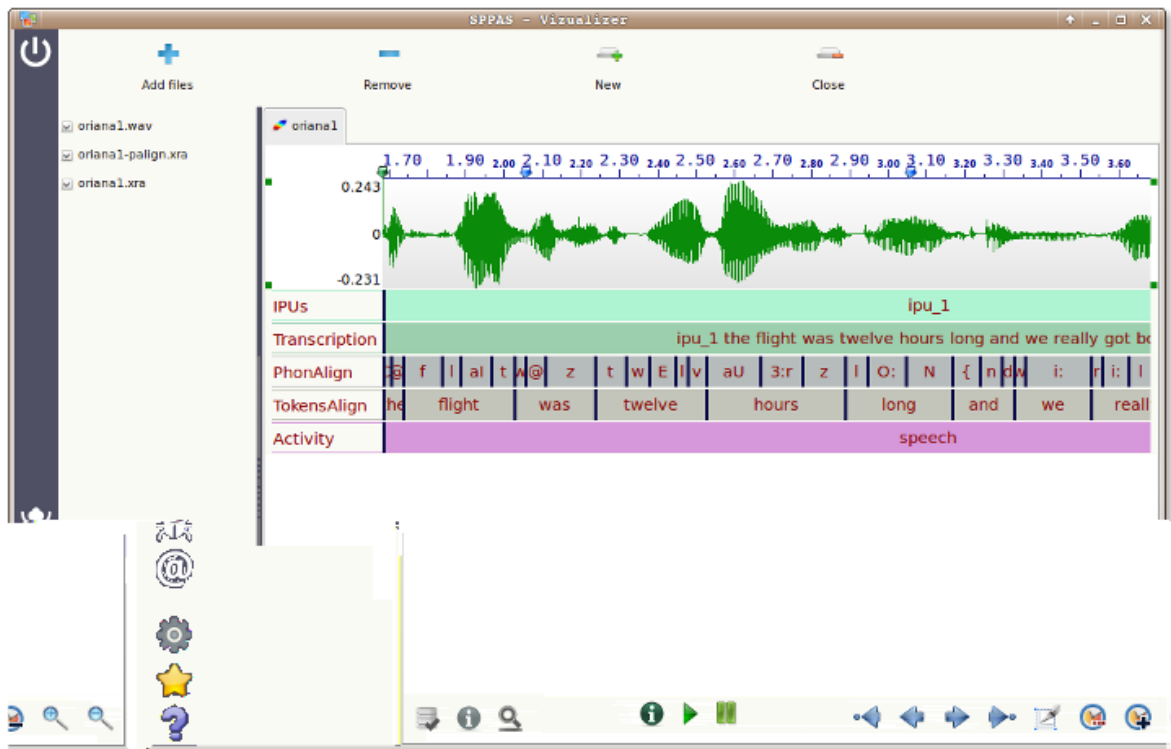 SPPAS - Vizualizer
Add files
Remove
New
Close
oriana1.wav
oriana1-palign.xra
oriana1.xra
oriana1
1.70 1.90 2.00 2.10 2.20 2.30 2.40 2.50 2.60 2.70 2.80 2.90 3.00 3.10 3.20 3.30 3.40 3.50 3.60
0.243
0
-0.231
IPUs ipu_1
Transcription ipu_1 the flight was twelve hours long and we really got
PhonAlign @ f l aI t w @ z t w E l v aU 3:r z l O: N { n d w i: r i: l
TokensAlign he flight was twelve hours long and we reall
Activity speech